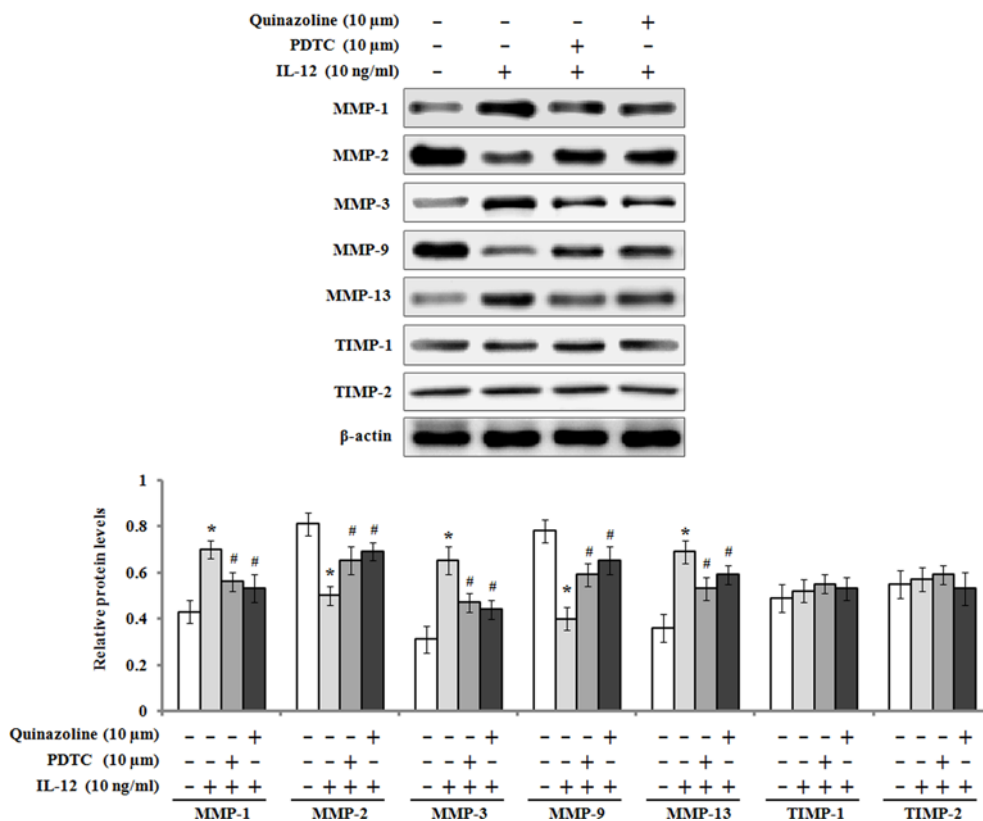 Quinazoline (10 µm) - - - +
PDTC (10 µm) - - + -
IL-12 (10 ng/ml) - + + +
MMP-1
MMP-2
MMP-3
MMP-9
MMP-13
TIMP-1
TIMP-2
β-actin
Relative protein levels
1
0.8
0.6
0.4
0.2
0
* # #
* # #
* # #
* # #
* # #
Quinazoline (10 µm) - - - + - - - + - - - + - - - + - - - + - - - + - - - +
PDTC (10 µm) - - + - - - + - - - + - - - + - - - + - - - + - - - + -
IL-12 (10 ng/ml) - + + + - + + + - + + + - + + + - + + + - + + + - + + +
MMP-1 MMP-2 MMP-3 MMP-9 MMP-13 TIMP-1 TIMP-2